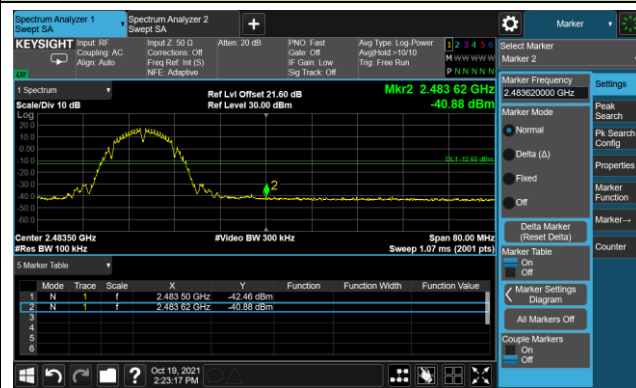 Spectrum Analyzer 1
Swept SA
Spectrum Analyzer 2
Swept SA
+
Marker
KEYSIGHT
Input: RF
Coupling: AC
Align: Auto
Input Z: 50 Ω
Corrections: Off
Freq Ref: Int (S)
NFE: Adaptive
Atten: 20 dB
PNO: Fast
Gate: Off
IF Gain: Low
Sig Track: Off
Avg Type: Log-Power
Avg|Hold:>10/10
Trig: Free Run
1 2 3 4 5 6
M W W W W W
P N N N N N
LXI
Select Marker
Marker 2
1 Spectrum
Scale/Div 10 dB
Ref Lvl Offset 21.60 dB
Ref Level 30.00 dBm
Mkr2 2.483 62 GHz
-40.88 dBm
Log
20.0
10.0
0.00
-10.0
-20.0
-30.0
-40.0
-50.0
-60.0
DL1 -12.60 dBm
2
Center 2.48350 GHz
#Res BW 100 kHz
#Video BW 300 kHz
Span 80.00 MHz
Sweep 1.07 ms (2001 pts)
5 Marker Table
Mode Trace Scale X Y Function Function Width Function Value
1 N 1 f 2.483 50 GHz -42.46 dBm
2 N 1 f 2.483 62 GHz -40.88 dBm
3
4
5
6
Marker Frequency
2.483620000 GHz
Marker Mode
Normal
Delta (Δ)
Fixed
Off
Delta Marker
(Reset Delta)
Marker Table
On
Off
Marker Settings
Diagram
All Markers Off
Couple Markers
On
Off
Settings
Peak
Search
Pk Search
Config
Properties
Marker
Function
Marker→
Counter
?
Oct 19, 2021
2:23:17 PM